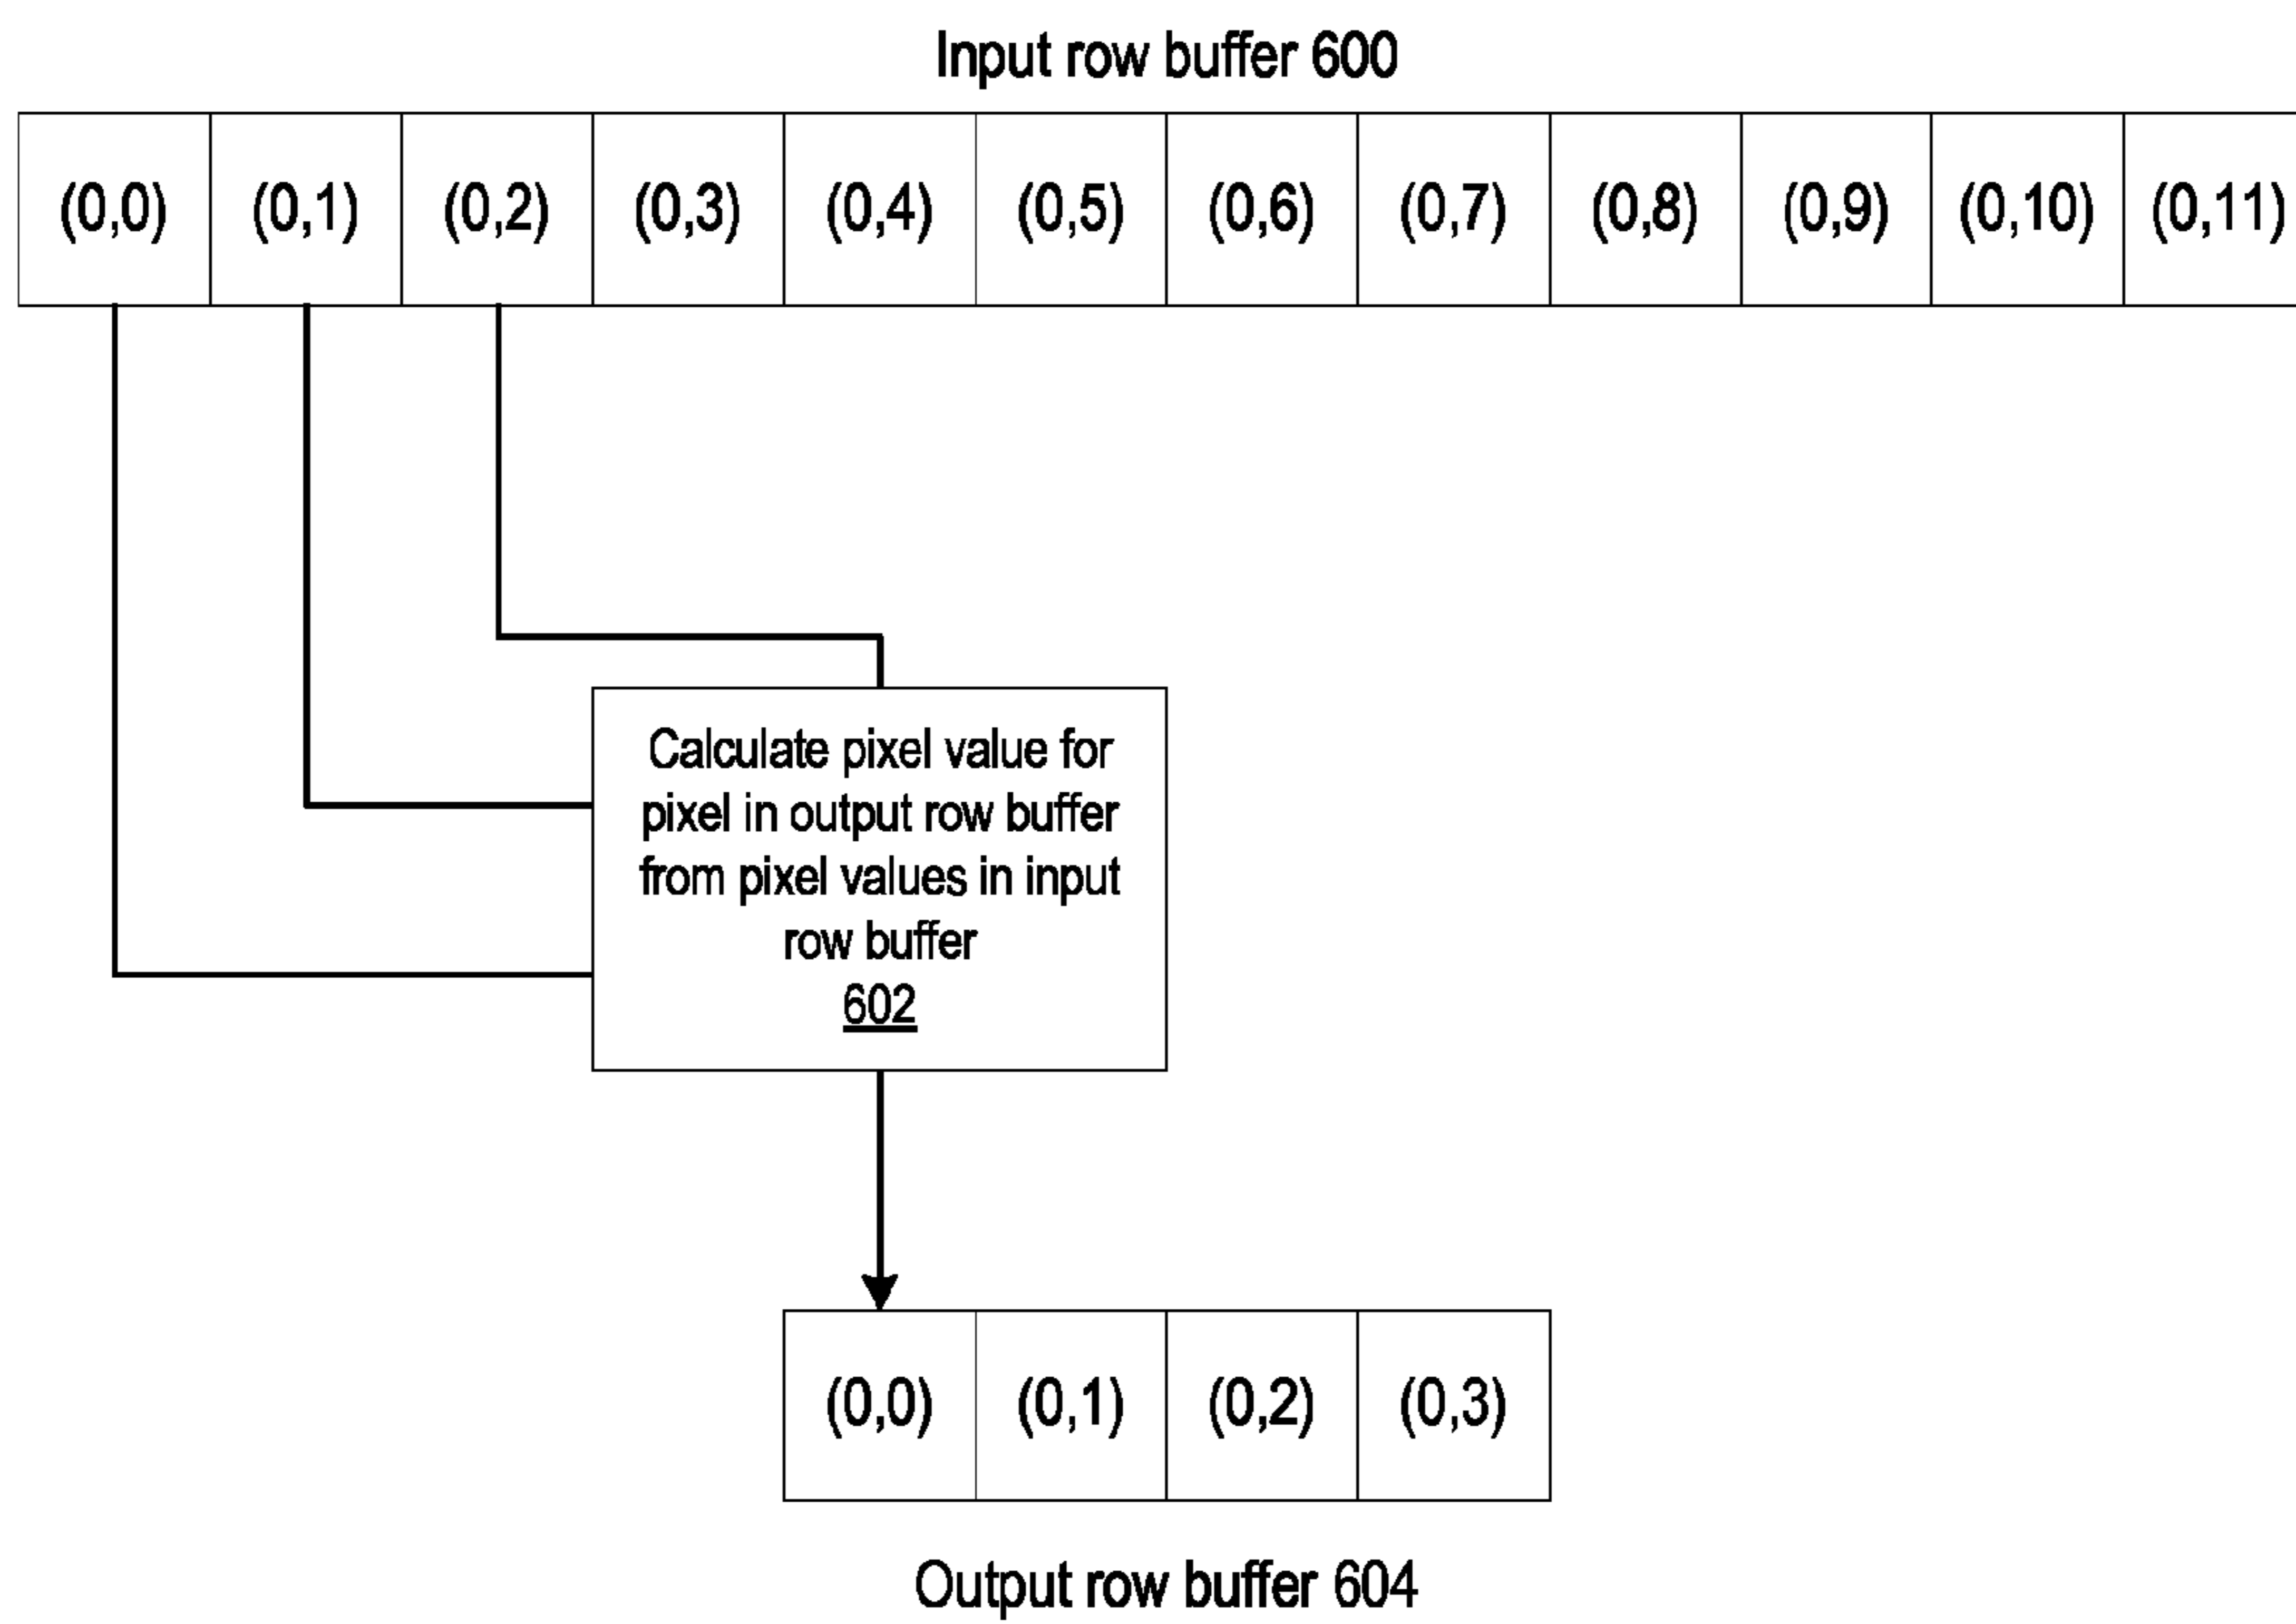 Input row buffer 600
(0,0) (0,1) (0,2) (0,3) (0,4) (0,5) (0,6) (0,7) (0,8) (0,9) (0,10) (0,11)
Calculate pixel value for
pixel in output row buffer
from pixel values in input
row buffer
602
(0,0) (0,1) (0,2) (0,3)
Output row buffer 604